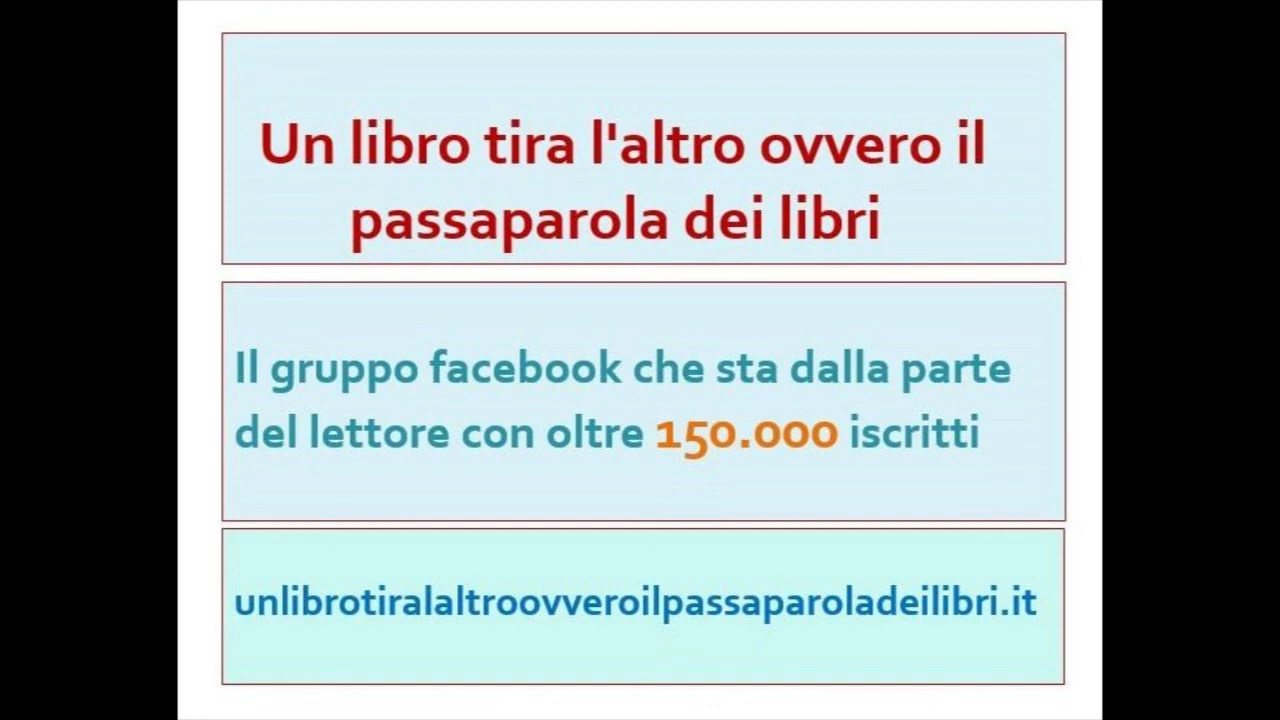 Un libro tira l'altro ovvero il
passaparola dei libri
Il gruppo facebook che sta dalla parte
del lettore con oltre 150.000 iscritti
unlibrotiralaltroovveroilpassaparoladeilibri.it